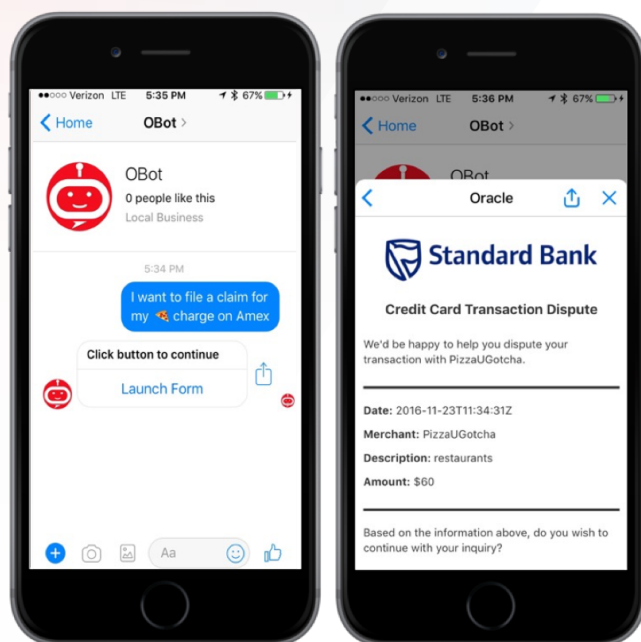 Verizon LTE 5:35 PM 67%
Home OBot
OBot
0 people like this
Local Business
5:34 PM
I want to file a claim for
my 🍕 charge on Amex
Click button to continue
Launch Form
Aa
Verizon LTE 5:36 PM 67%
Home OBot
OBot
Oracle
Standard Bank
Credit Card Transaction Dispute
We'd be happy to help you dispute your
transaction with PizzaUGotcha.
Date: 2016-11-23T11:34:31Z
Merchant: PizzaUGotcha
Description: restaurants
Amount: $60
Based on the information above, do you wish to
continue with your inquiry?